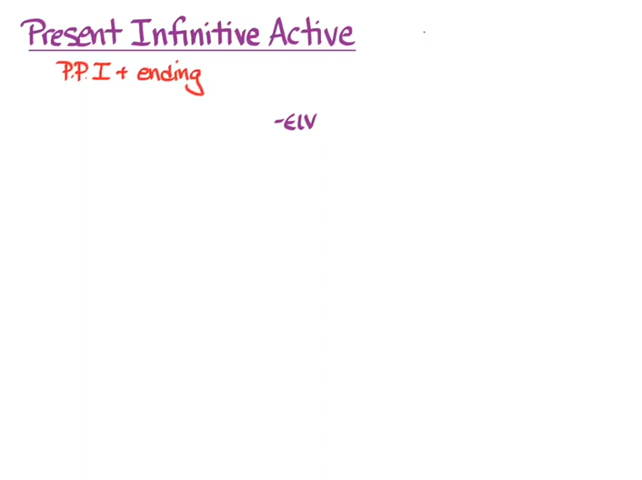 Present Infinitive Active
P.P. I + ending
-ειν